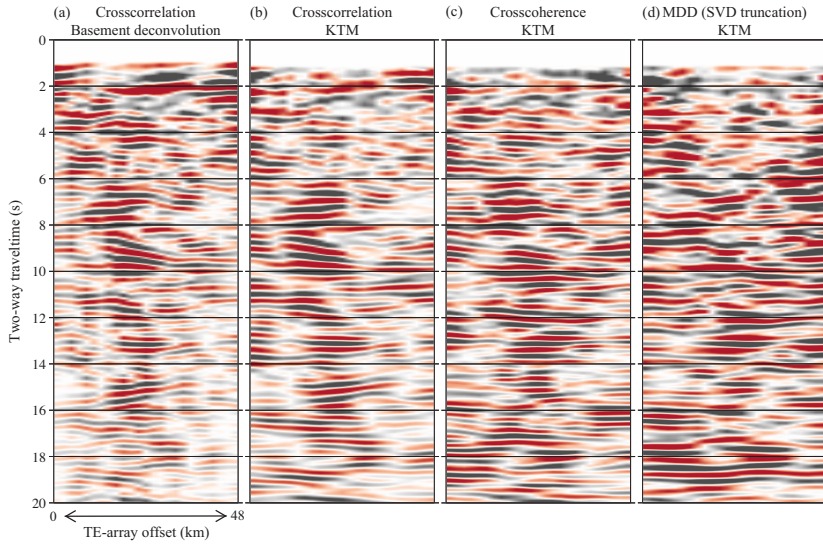 (a) Crosscorrelation
Basement deconvolution
(b) Crosscorrelation
KTM
(c) Crosscoherence
KTM
(d) MDD (SVD truncation)
KTM
Two-way traveltime (s)
0
2
4
6
8
10
12
14
16
18
20
0 48
TE-array offset (km)